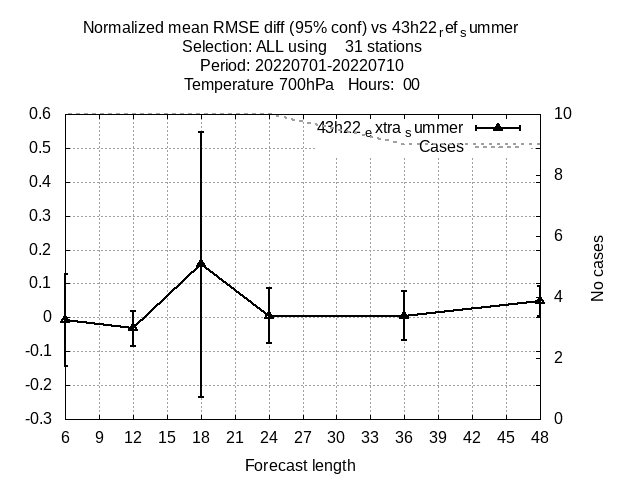 Normalized mean RMSE diff (95% conf) vs 43h22refsummer
Selection: ALL using 31 stations
Period: 20220701-20220710
Temperature 700hPa Hours: 00
43h22extrasummer
Cases
0.6
0.5
0.4
0.3
0.2
0.1
0
-0.1
-0.2
-0.3
10
8
6
4
2
0
No cases
6 9 12 15 18 21 24 27 30 33 36 39 42 45 48
Forecast length